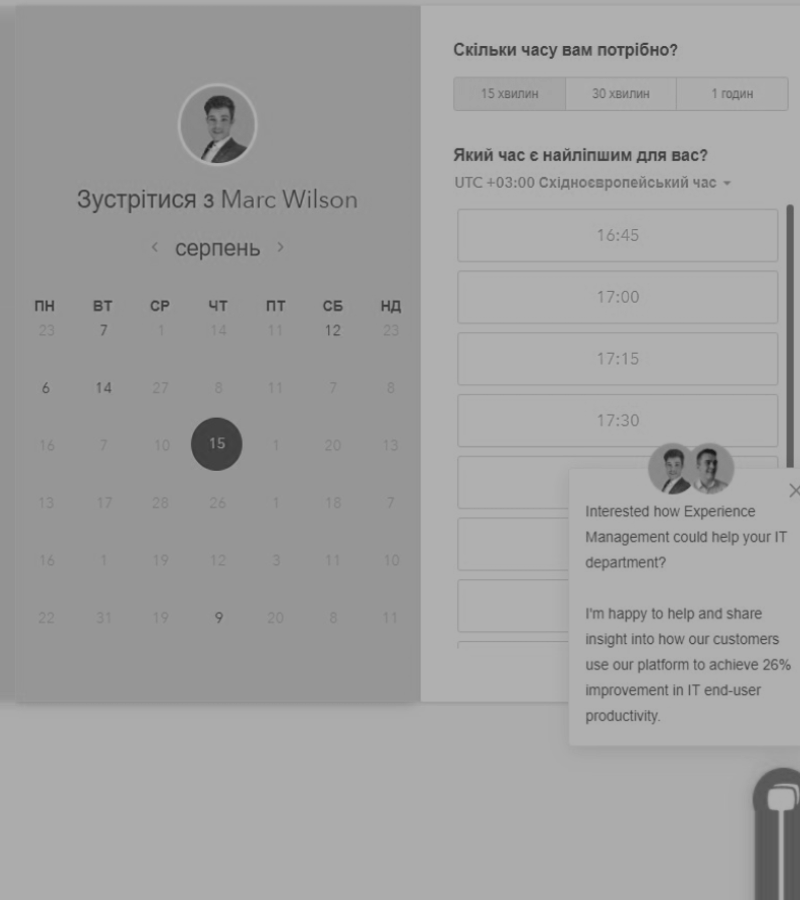 Зустрітися з Marc Wilson
серпень
ПН ВТ СР ЧТ ПТ СБ НД
23 7 1 14 11 12 23
6 14 27 8 11 7 8
16 7 10 15 1 20 13
13 17 28 26 1 18 7
16 1 19 12 3 11 10
22 31 19 9 20 8 11
Скільки часу вам потрібно?
15 хвилин 30 хвилин 1 годин
Який час є найліпшим для вас?
UTC +03:00 Східноєвропейський час
16:45
17:00
17:15
17:30
Interested how Experience
Management could help your IT
department?
I'm happy to help and share
insight into how our customers
use our platform to achieve 26%
improvement in IT end-user
productivity.